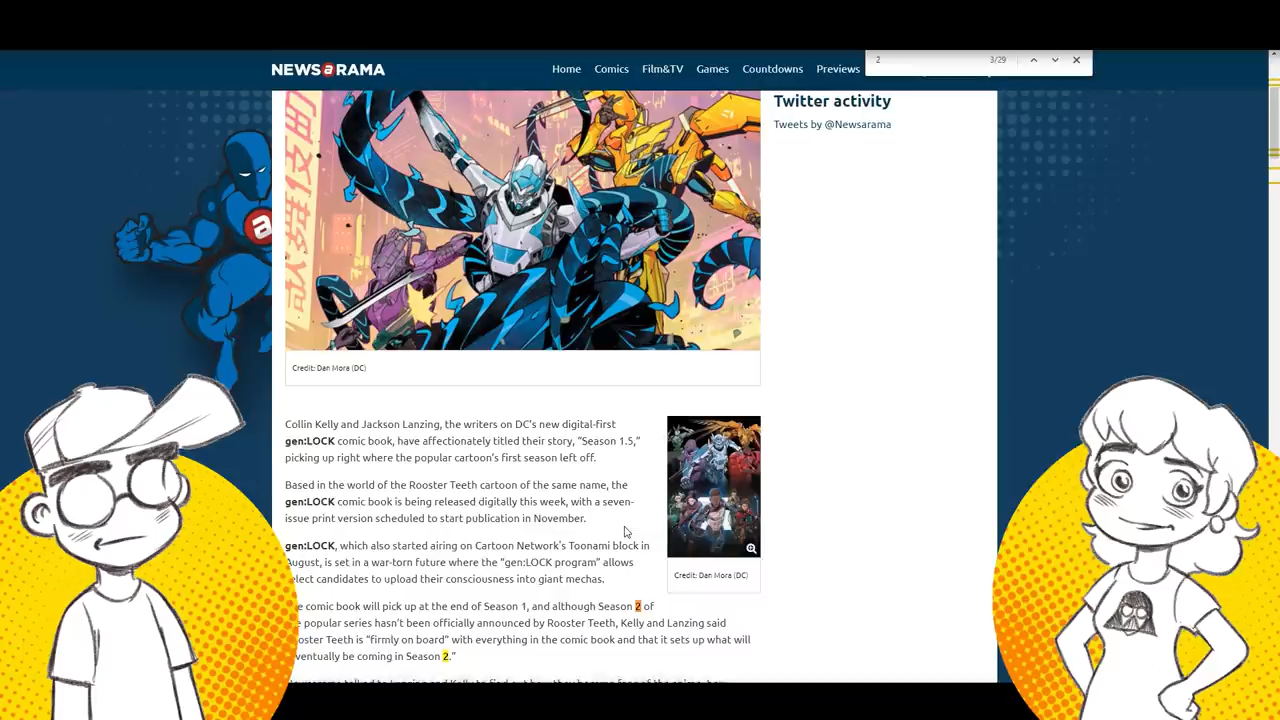 NEWSaRAMA
Home Comics Film&TV Games Countdowns Previews
2 3/29
Twitter activity
Tweets by @Newsarama
Credit: Dan Mora (DC)
Collin Kelly and Jackson Lanzing, the writers on DC's new digital-first
gen:LOCK comic book, have affectionately titled their story, “Season 1.5,”
picking up right where the popular cartoon's first season left off.
Based in the world of the Rooster Teeth cartoon of the same name, the
gen:LOCK comic book is being released digitally this week, with a seven-
issue print version scheduled to start publication in November.
gen:LOCK, which also started airing on Cartoon Network's Toonami block in
August, is set in a war-torn future where the “gen:LOCK program” allows
elect candidates to upload their consciousness into giant mechas.
Credit: Dan Mora (DC)
e comic book will pick up at the end of Season 1, and although Season 2 of
e popular series hasn't been officially announced by Rooster Teeth, Kelly and Lanzing said
ooster Teeth is “firmly on board” with everything in the comic book and that it sets up what will
ventually be coming in Season 2.”